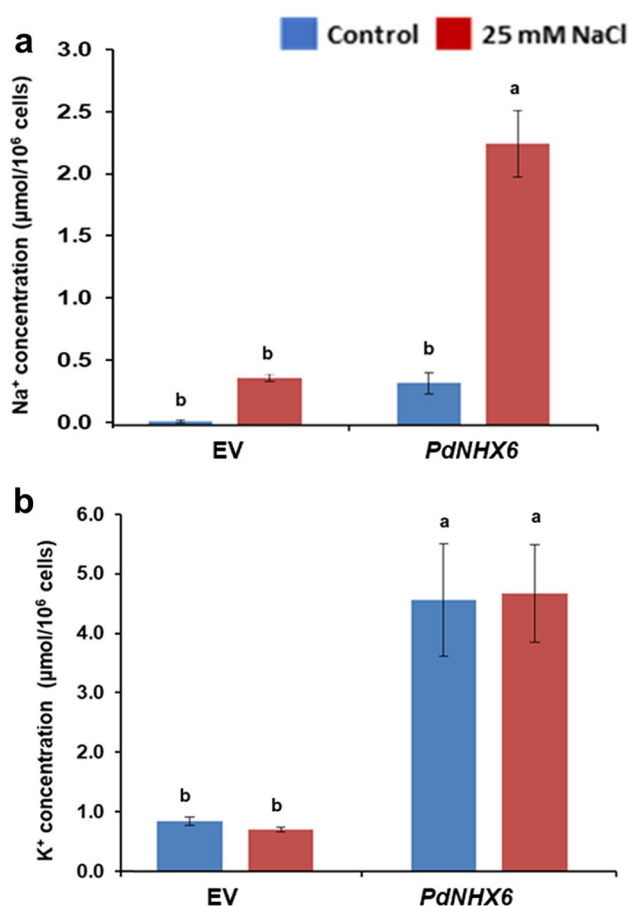 a
Control 25 mM NaCl
Na⁺ concentration (µmol/10⁶ cells)
3.0
2.5
2.0
1.5
1.0
0.5
0.0
b
b
b
a
EV PdNHX6
b
K⁺ concentration (µmol/10⁶ cells)
6.0
5.0
4.0
3.0
2.0
1.0
0.0
b
b
a
a
EV PdNHX6